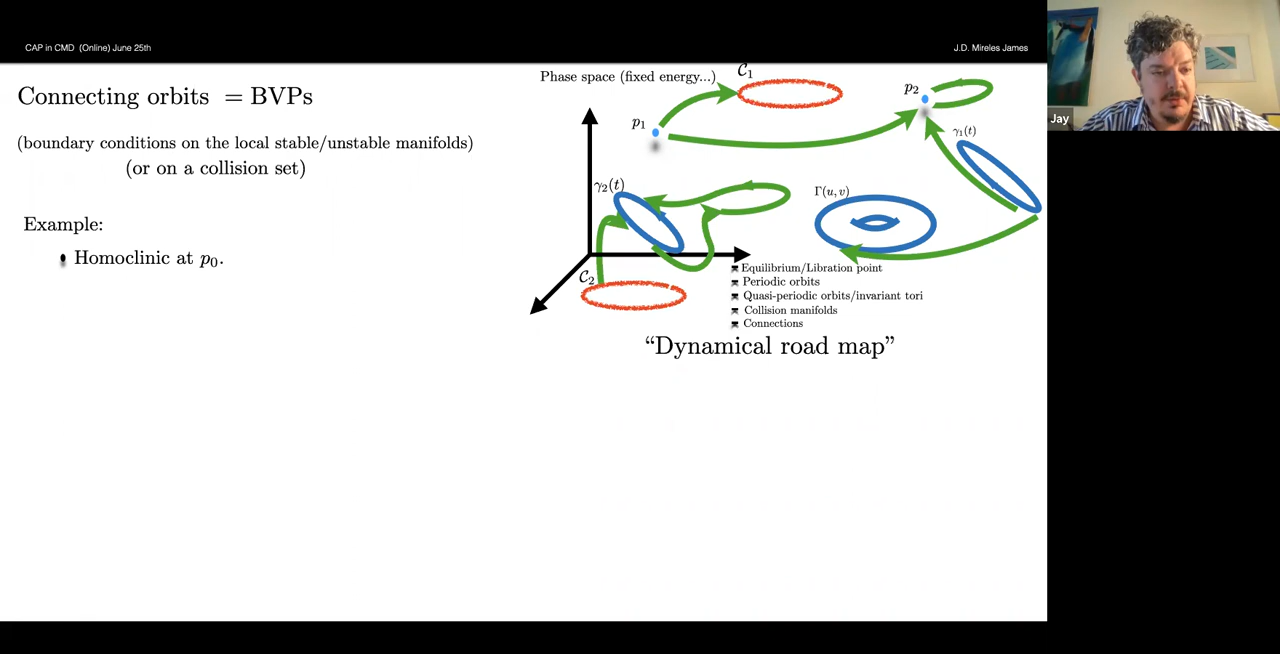 CAP in CMD (Online) June 25th
J.D. Mireles James
Connecting orbits = BVPs
(boundary conditions on the local stable/unstable manifolds)
(or on a collision set)
Example:
Homoclinic at p₀.
Phase space (fixed energy...)
C₁
p₁
p₂
γ₁(t)
γ₂(t)
Γ(u, v)
C₂
Equilibrium/Libration point
Periodic orbits
Quasi-periodic orbits/invariant tori
Collision manifolds
Connections
“Dynamical road map”
Jay